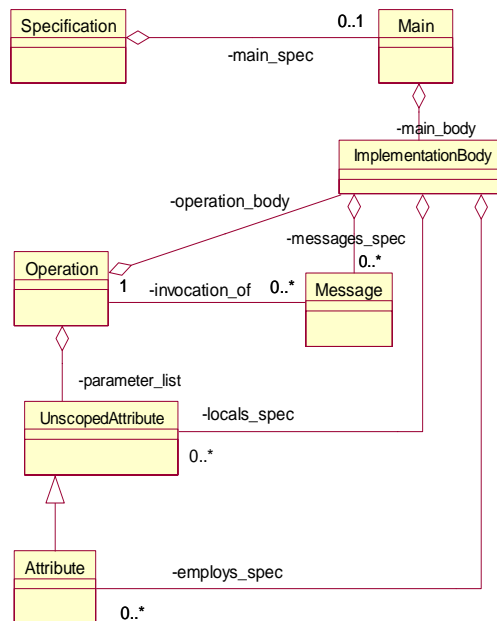 Specification
0..1
Main
-main_spec
-main_body
ImplementationBody
-operation_body
-messages_spec
Operation
0..*
1
-invocation_of
0..*
Message
-parameter_list
UnscopedAttribute
-locals_spec
0..*
Attribute
-employs_spec
0..*